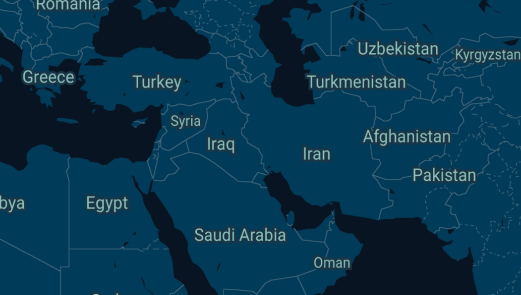 Romania
Uzbekistan
Kyrgyzstan
Greece
Turkey
Turkmenistan
Syria
Iraq
Iran
Afghanistan
Pakistan
bya
Egypt
Saudi Arabia
Oman